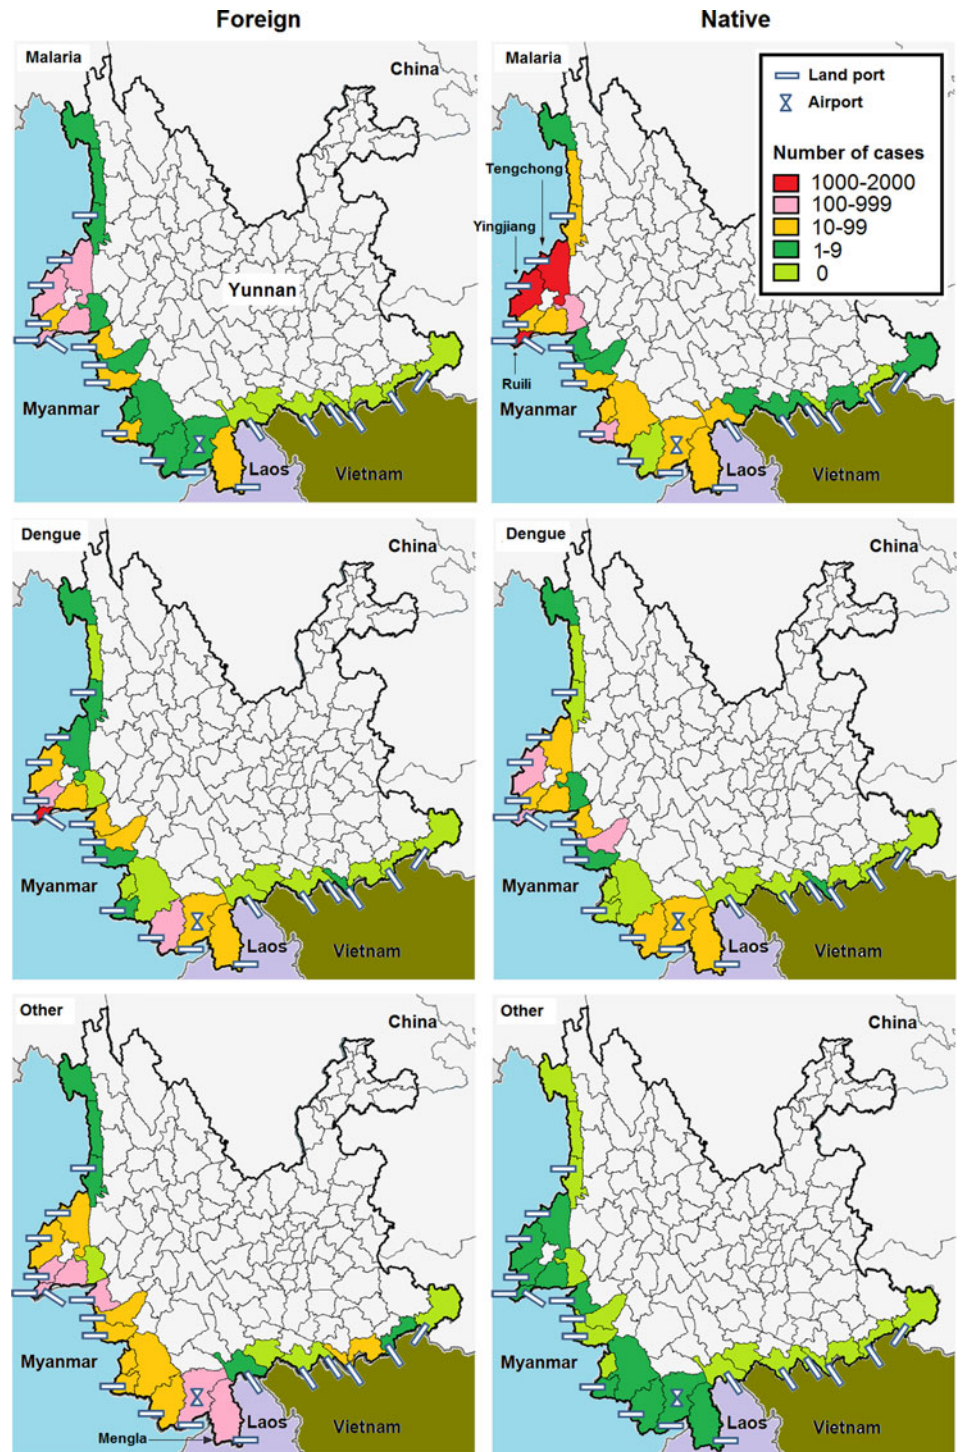 Foreign
Native
Malaria
China
Yunnan
Myanmar
Laos
Vietnam
Malaria
Land port
Airport
Number of cases
1000-2000
100-999
10-99
1-9
0
Tengchong
Yingjiang
Ruili
Myanmar
Laos
Vietnam
Dengue
China
Myanmar
Laos
Vietnam
Dengue
China
Myanmar
Laos
Vietnam
Other
China
Myanmar
Laos
Vietnam
Mengla
Other
China
Myanmar
Laos
Vietnam